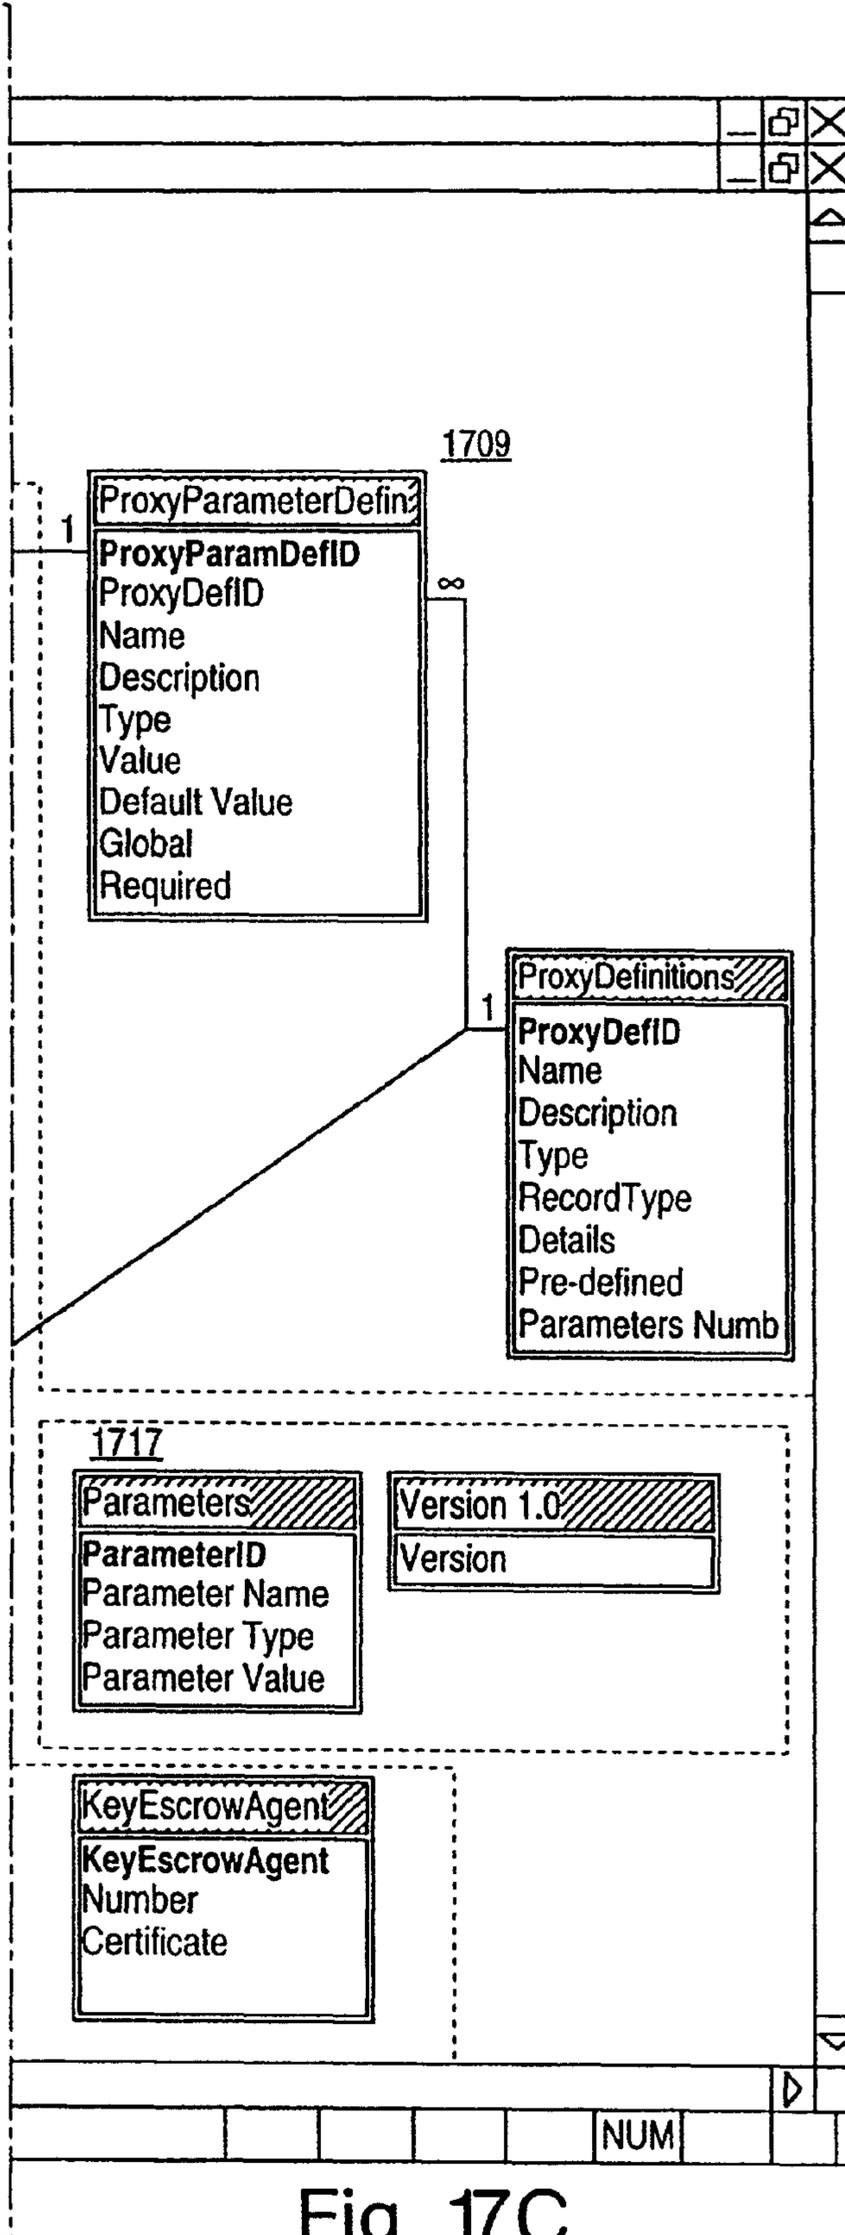 1709
ProxyParameterDefin
1
ProxyParamDefID
∞
ProxyDefID
Name
Description
Type
Value
Default Value
Global
Required
ProxyDefinitions
1
ProxyDefID
Name
Description
Type
RecordType
Details
Pre-defined
Parameters Numb
1717
Parameters
ParameterID
Parameter Name
Parameter Type
Parameter Value
Version 1.0
Version
KeyEscrowAgent
KeyEscrowAgent
Number
Certificate
NUM
Fig. 17C